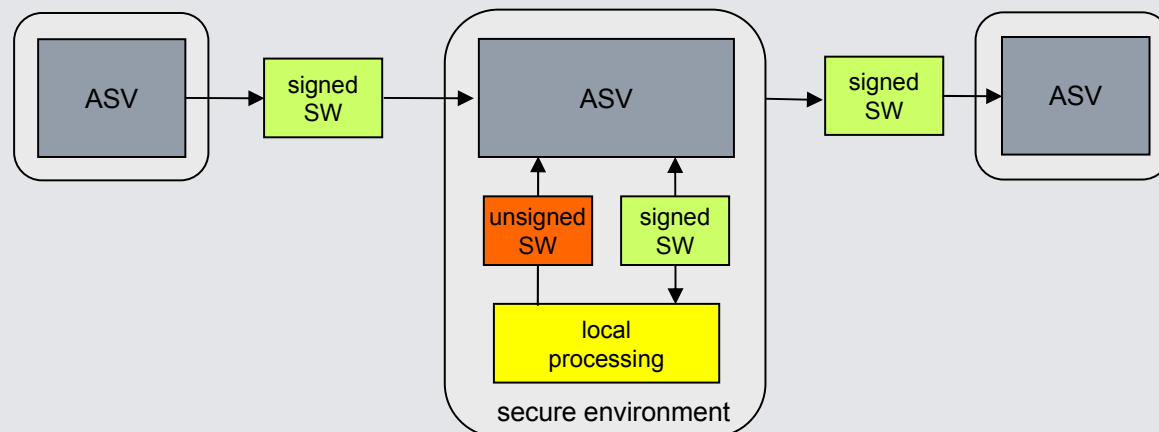 ASV
signed
SW
ASV
signed
SW
ASV
unsigned
SW
signed
SW
local
processing
secure environment